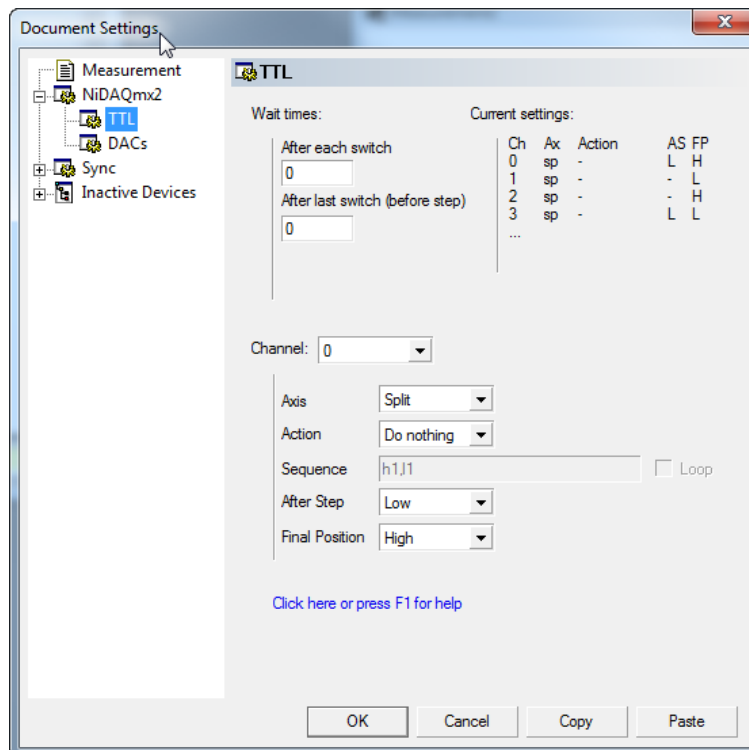 Document Settings
Measurement
NiDAQmx2
TTL
DACs
Sync
Inactive Devices
TTL
Wait times:
After each switch
0
After last switch (before step)
0
Current settings:
Ch Ax Action AS FP
0 sp - L H
1 sp - - L
2 sp - - H
3 sp - L L
...
Channel: 0
Axis Split
Action Do nothing
Sequence h1,l1 Loop
After Step Low
Final Position High
Click here or press F1 for help
OK Cancel Copy Paste